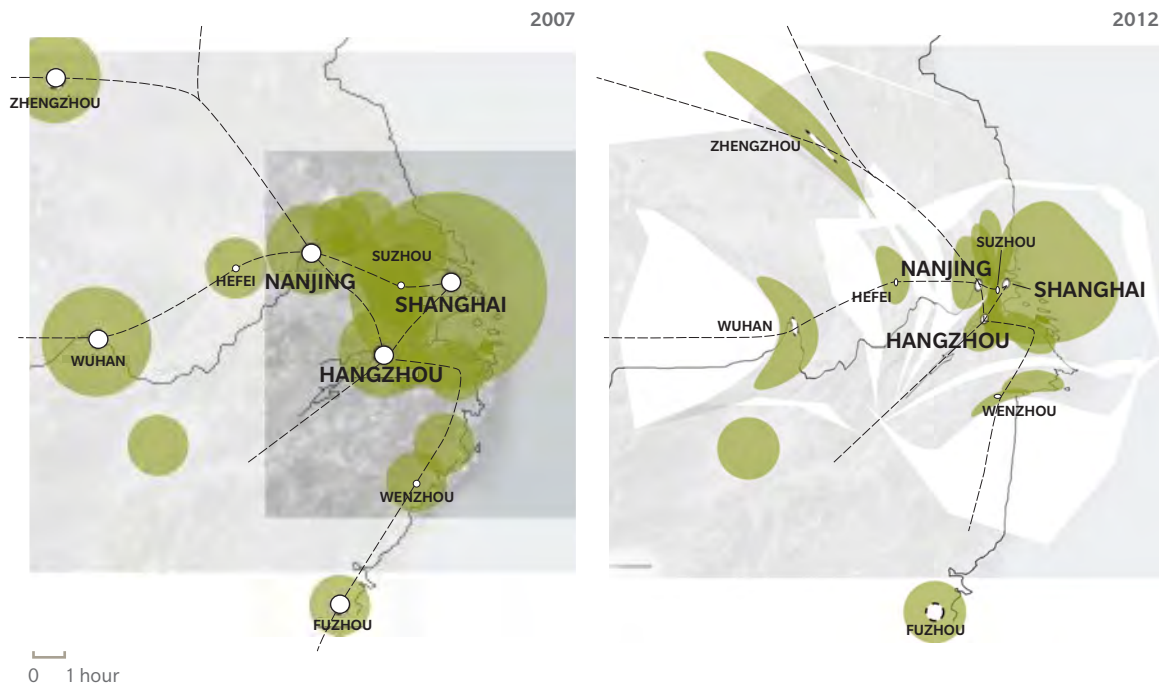 2007
ZHENGZHOU
SUZHOU
HEFEI
NANJING
SHANGHAI
WUHAN
HANGZHOU
WENZHOU
FUZHOU
0 1 hour
2012
ZHENGZHOU
SUZHOU
NANJING
HEFEI
SHANGHAI
WUHAN
HANGZHOU
WENZHOU
FUZHOU